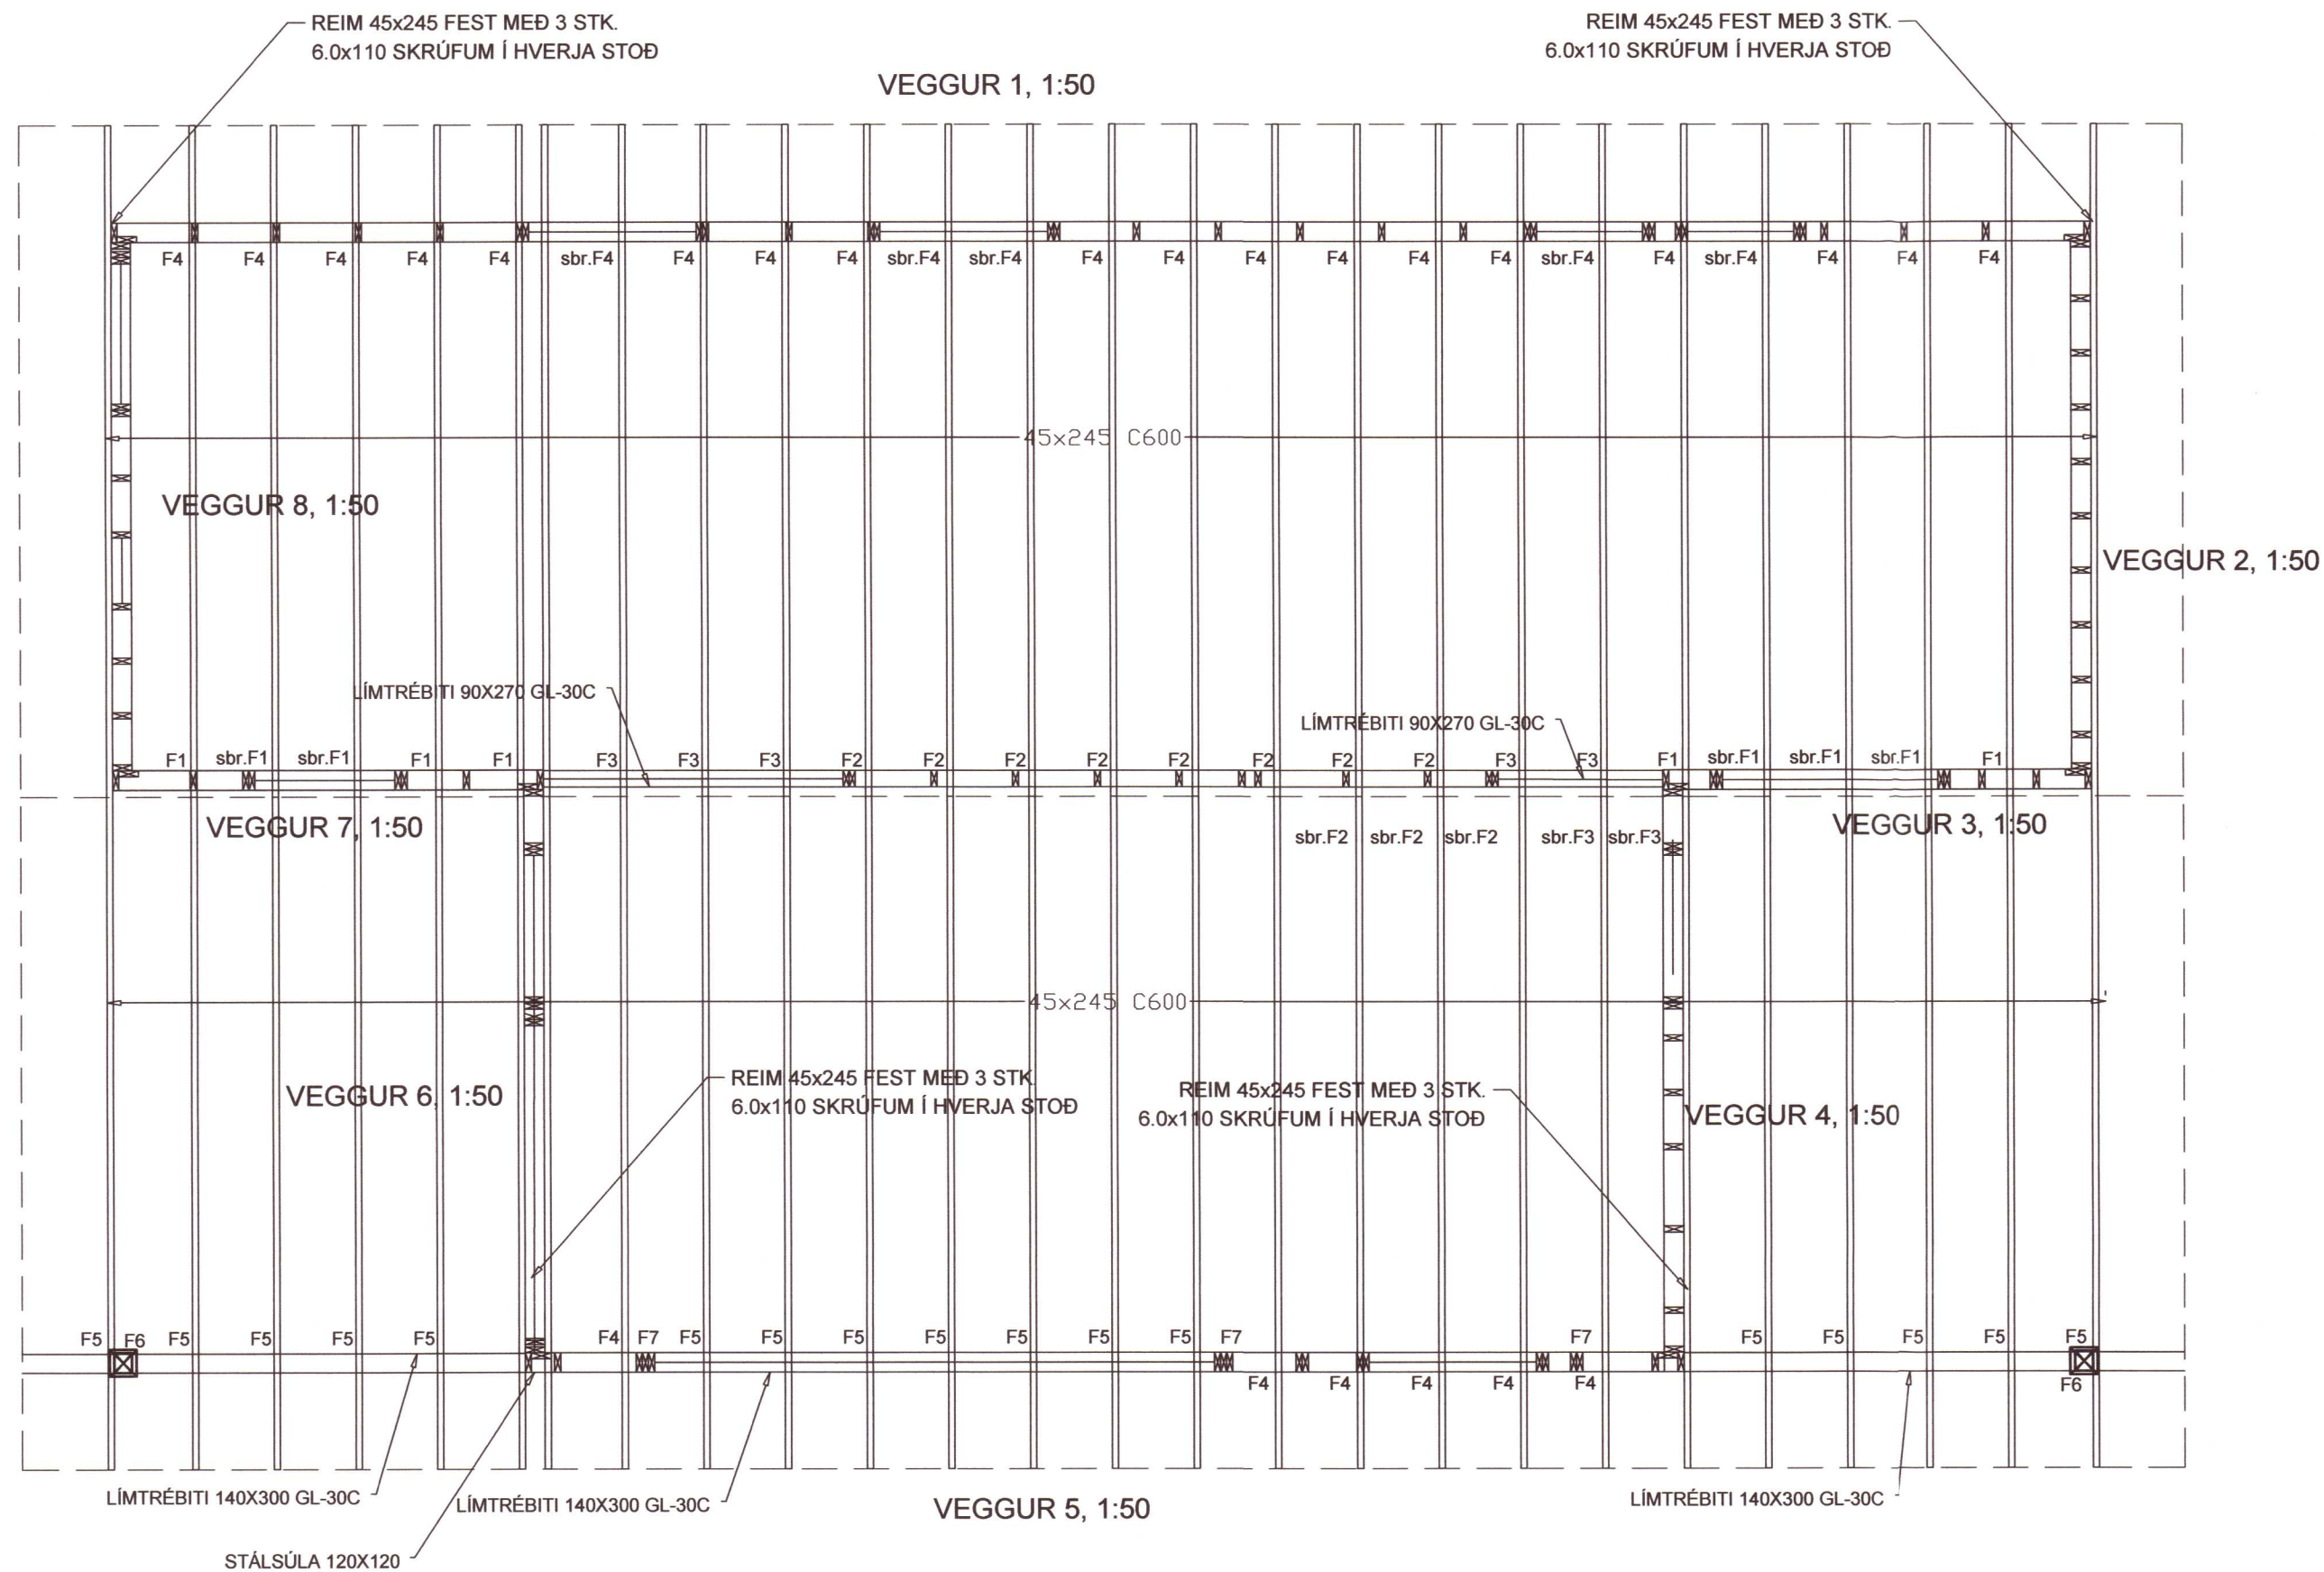 REIM 45x245 FEST MEÐ 3 STK.
6.0x110 SKRÚFUM Í HVERJA STOÐ
REIM 45x245 FEST MEÐ 3 STK.
6.0x110 SKRÚFUM Í HVERJA STOÐ
VEGGUR 1, 1:50
F4 F4 F4 F4 F4 sbr.F4 F4 F4 F4 sbr.F4 sbr.F4 F4 F4 F4 F4 F4 F4 sbr.F4 F4 sbr.F4 F4 F4 F4
45x245 C600
VEGGUR 8, 1:50
VEGGUR 2, 1:50
LÍMTRÉBITI 90X270 GL-30C
LÍMTRÉBITI 90X270 GL-30C
F1 sbr.F1 sbr.F1 F1 F1 F3 F3 F3 F2 F2 F2 F2 F2 F2 F2 F2 F3 F3 F1 sbr.F1 sbr.F1 sbr.F1 F1
VEGGUR 7, 1:50
sbr.F2 sbr.F2 sbr.F2 sbr.F3 sbr.F3
VEGGUR 3, 1:50
45x245 C600
REIM 45x245 FEST MEÐ 3 STK.
6.0x110 SKRÚFUM Í HVERJA STOÐ
REIM 45x245 FEST MEÐ 3 STK.
6.0x110 SKRÚFUM Í HVERJA STOÐ
VEGGUR 6, 1:50
VEGGUR 4, 1:50
F5 F6 F5 F5 F5 F5 F4 F7 F5 F5 F5 F5 F5 F5 F5 F7 F7 F5 F5 F5 F5 F5
F4 F4 F4 F4 F4 F6
LÍMTRÉBITI 140X300 GL-30C
LÍMTRÉBITI 140X300 GL-30C
VEGGUR 5, 1:50
LÍMTRÉBITI 140X300 GL-30C
STÁLSÚLA 120X120